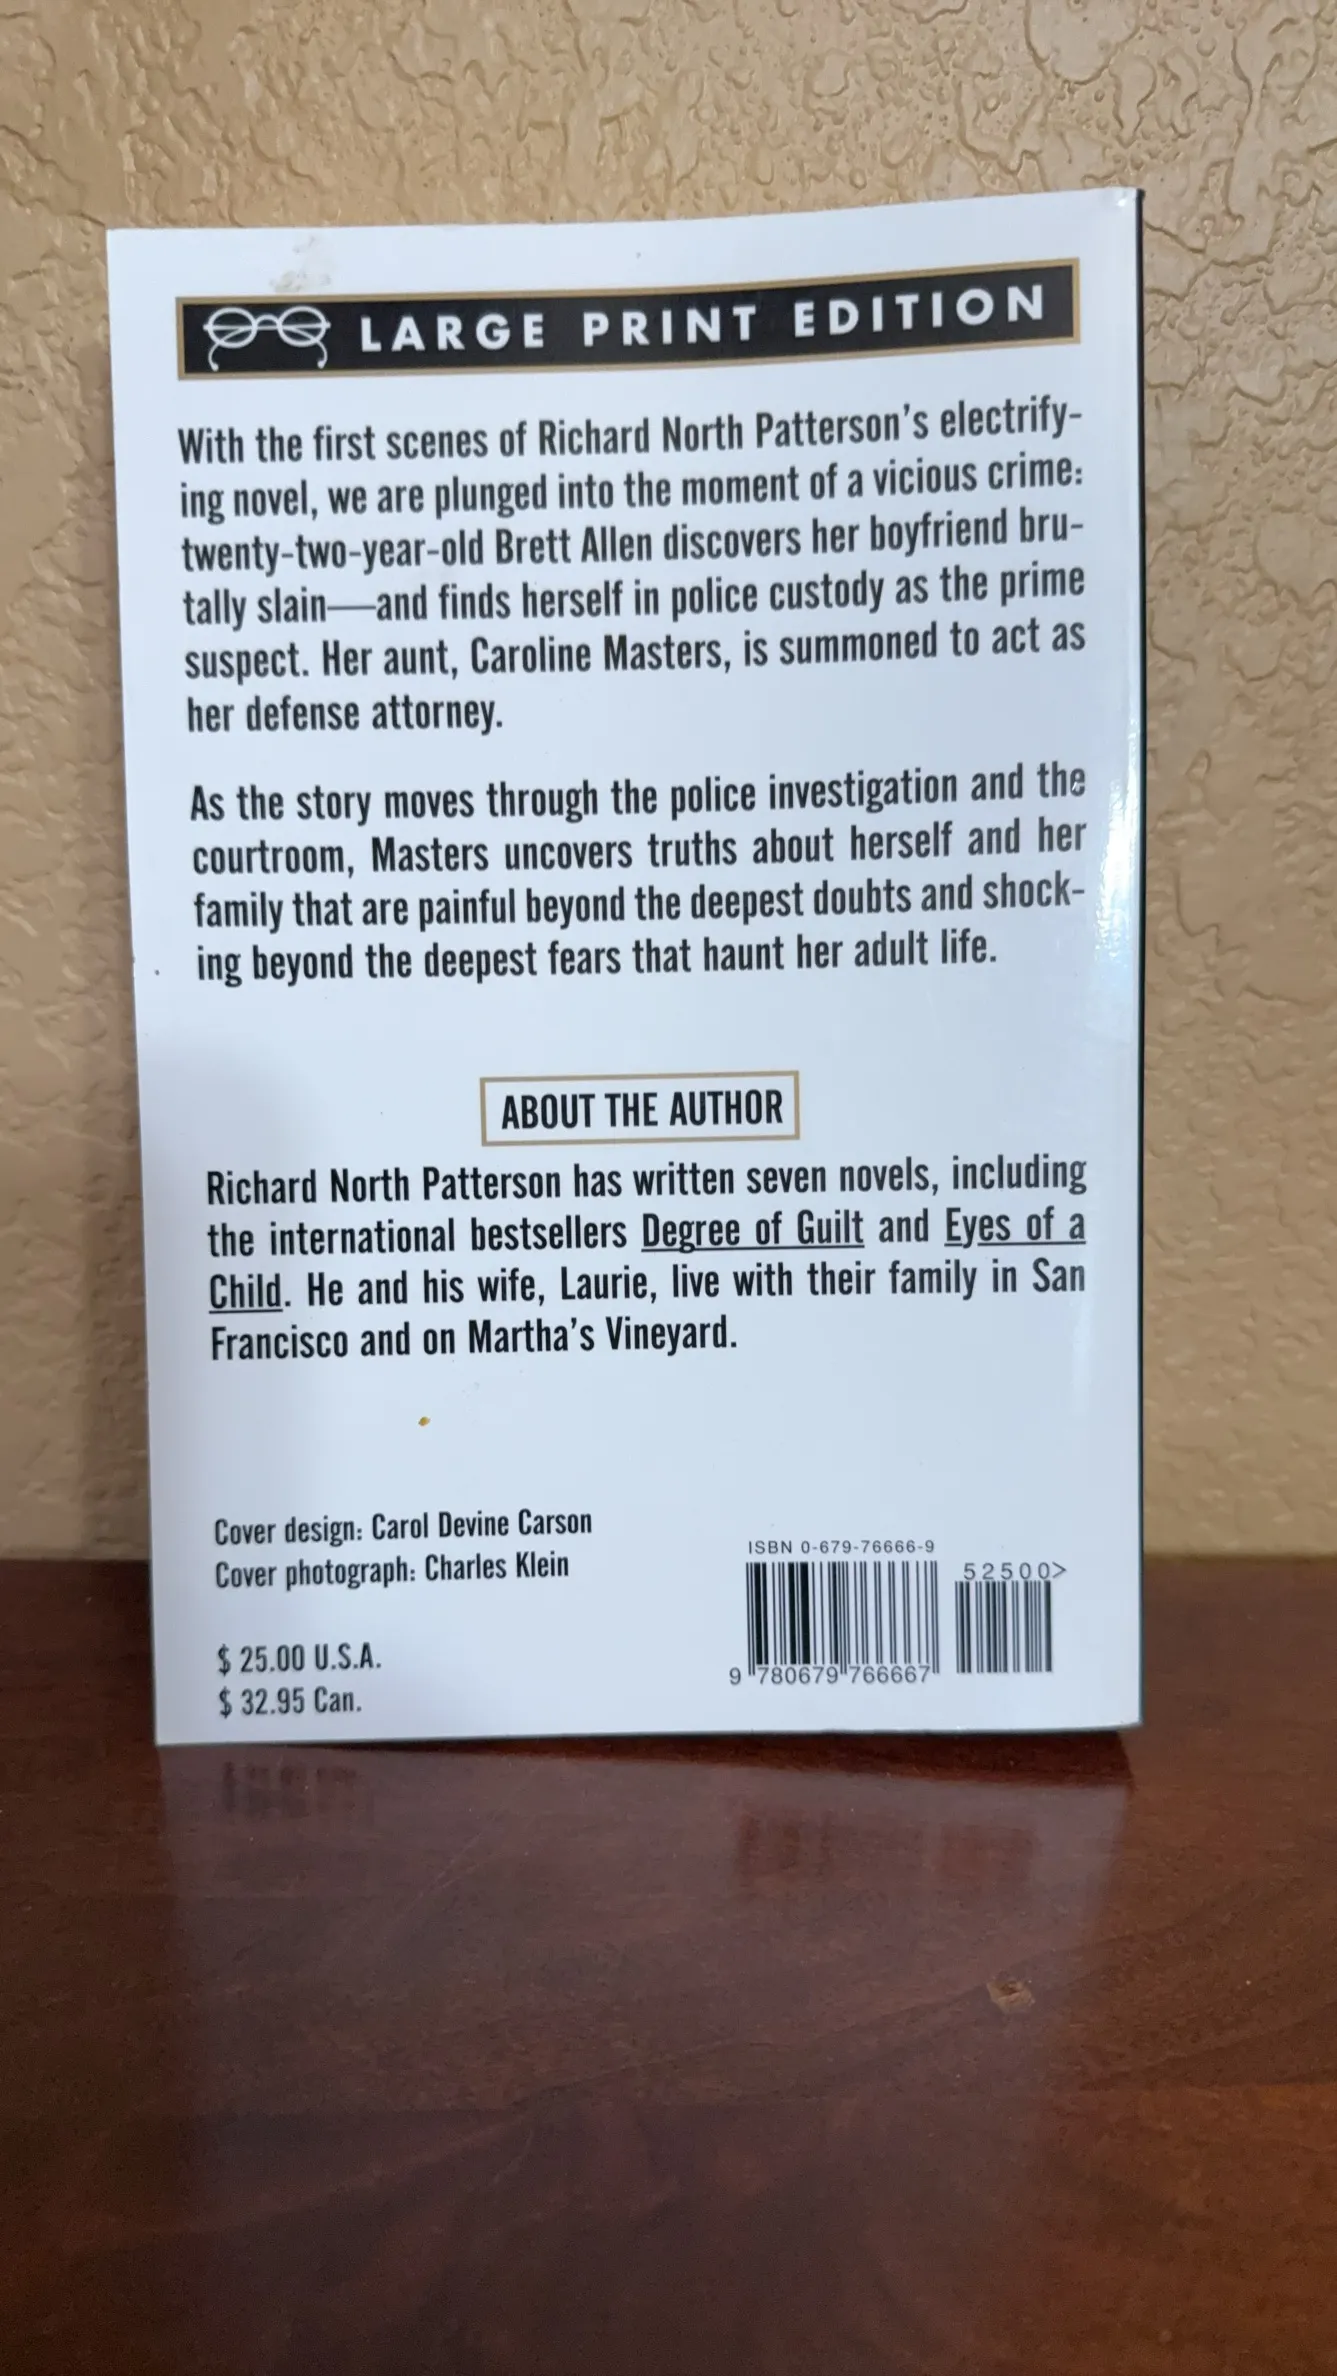 LARGE PRINT EDITION
With the first scenes of Richard North Patterson's electrify-
ing novel, we are plunged into the moment of a vicious crime:
twenty-two-year-old Brett Allen discovers her boyfriend bru-
tally slain—and finds herself in police custody as the prime
suspect. Her aunt, Caroline Masters, is summoned to act as
her defense attorney.
As the story moves through the police investigation and the
courtroom, Masters uncovers truths about herself and her
family that are painful beyond the deepest doubts and shock-
ing beyond the deepest fears that haunt her adult life.
ABOUT THE AUTHOR
Richard North Patterson has written seven novels, including
the international bestsellers Degree of Guilt and Eyes of a
Child. He and his wife, Laurie, live with their family in San
Francisco and on Martha's Vineyard.
Cover design: Carol Devine Carson
Cover photograph: Charles Klein
$ 25.00 U.S.A.
$ 32.95 Can.
ISBN 0-679-76666-9
52500>
9 780679 766667